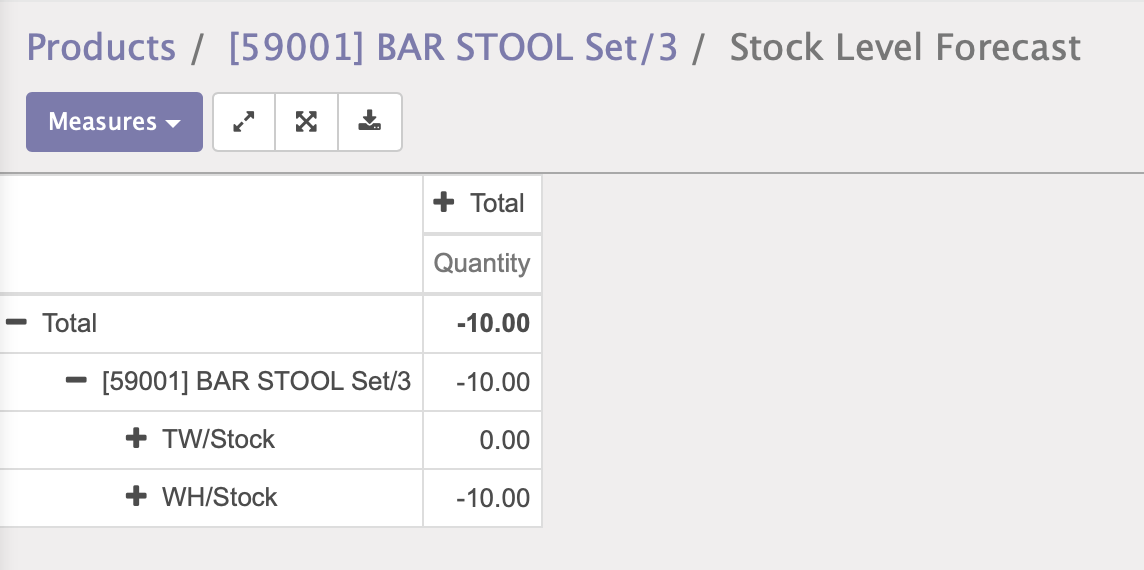 Products / [59001] BAR STOOL Set/3 / Stock Level Forecast
Measures
Total
Quantity
Total -10.00
[59001] BAR STOOL Set/3 -10.00
TW/Stock 0.00
WH/Stock -10.00